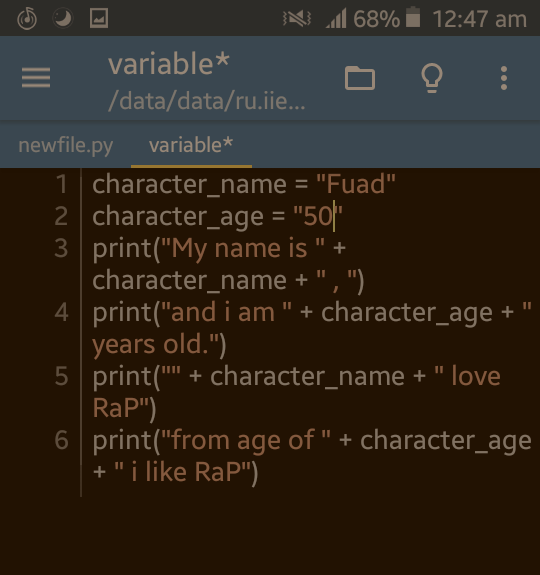 68% 12:47 am
variable*
/data/data/ru.iie...
newfile.py variable*
1 character_name = "Fuad"
2 character_age = "50"
3 print("My name is " +
character_name + " , ")
4 print("and i am " + character_age + "
years old.")
5 print("" + character_name + " love
RaP")
6 print("from age of " + character_age
+ " i like RaP")